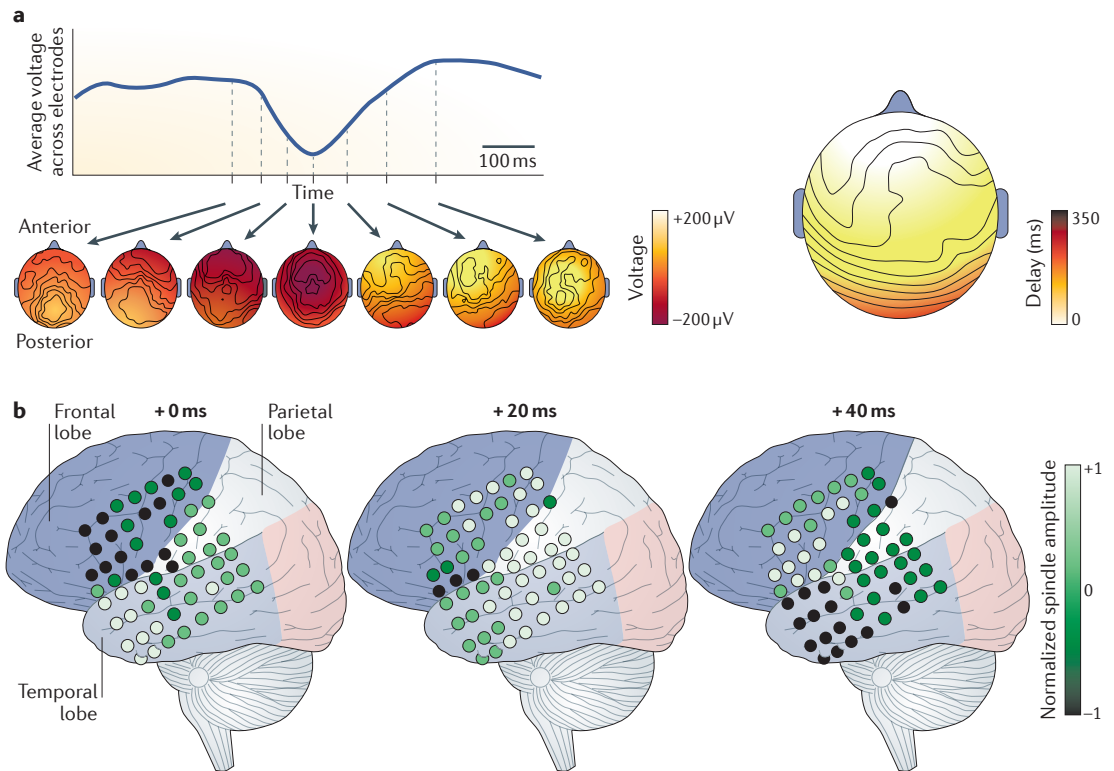 a
Average voltage
across electrodes
100 ms
Time
Anterior
Posterior
Voltage
+200 µV
–200 µV
Delay (ms)
350
0
b
Frontal
lobe
+ 0 ms
Parietal
lobe
+ 20 ms
+ 40 ms
Temporal
lobe
Normalized spindle amplitude
+1
0
–1